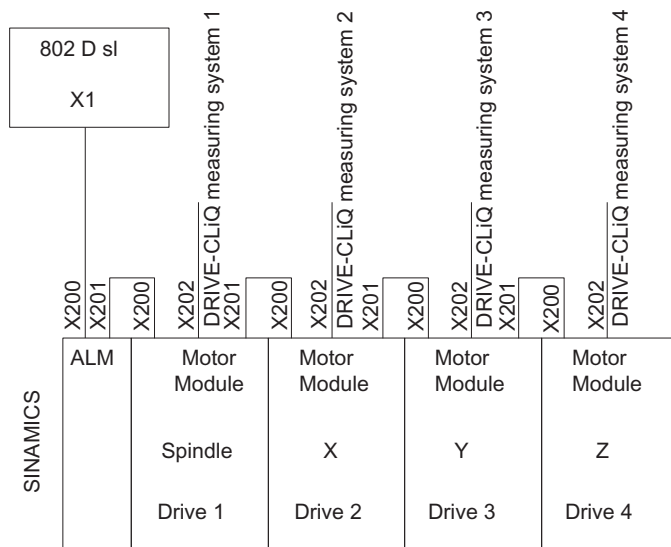 802 D sl
X1
DRIVE-CLiQ measuring system 1
DRIVE-CLiQ measuring system 2
DRIVE-CLiQ measuring system 3
DRIVE-CLiQ measuring system 4
X200
X201
X200
X202
X201
X200
X202
X201
X200
X202
X201
X200
X202
SINAMICS
ALM
Motor
Module
Spindle
Drive 1
Motor
Module
X
Drive 2
Motor
Module
Y
Drive 3
Motor
Module
Z
Drive 4